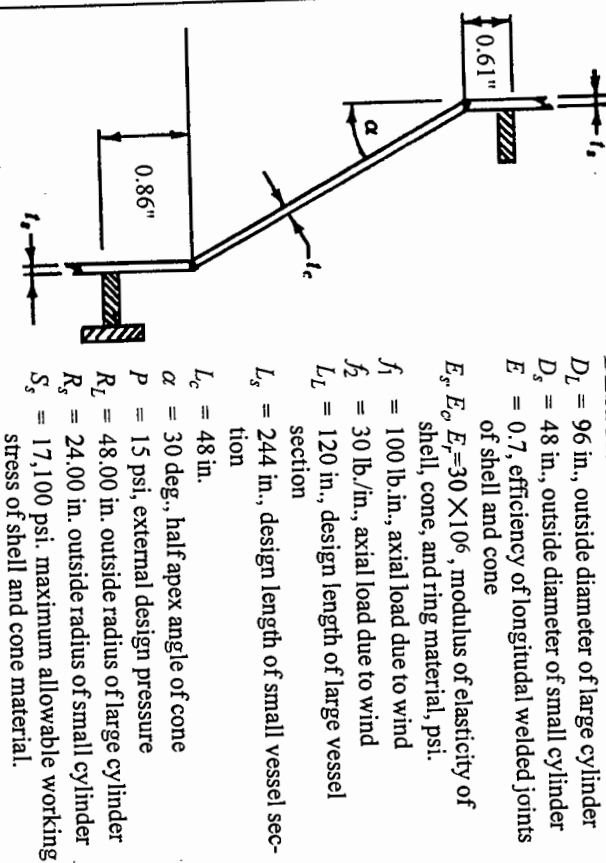 D_L = 96 in., outside diameter of large cylinder
D_s = 48 in., outside diameter of small cylinder
E = 0.7, efficiency of longitudal welded joints
of shell and cone
E_s, E_c, E_r =30 ×10⁶ , modulus of elasticity of
shell, cone, and ring material, psi.
f₁ = 100 lb.in., axial load due to wind
f₂ = 30 lb./in., axial load due to wind
L_L = 120 in., design length of large vessel
section
L_s = 244 in., design length of small vessel sec-
tion
L_c = 48 in.
α = 30 deg., half apex angle of cone
P = 15 psi, external design pressure
R_L = 48.00 in. outside radius of large cylinder
R_s = 24.00 in. outside radius of small cylinder
S_s = 17,100 psi. maximum allowable working
stress of shell and cone material.
0.61"
t_s
α
t_c
0.86"
t_s